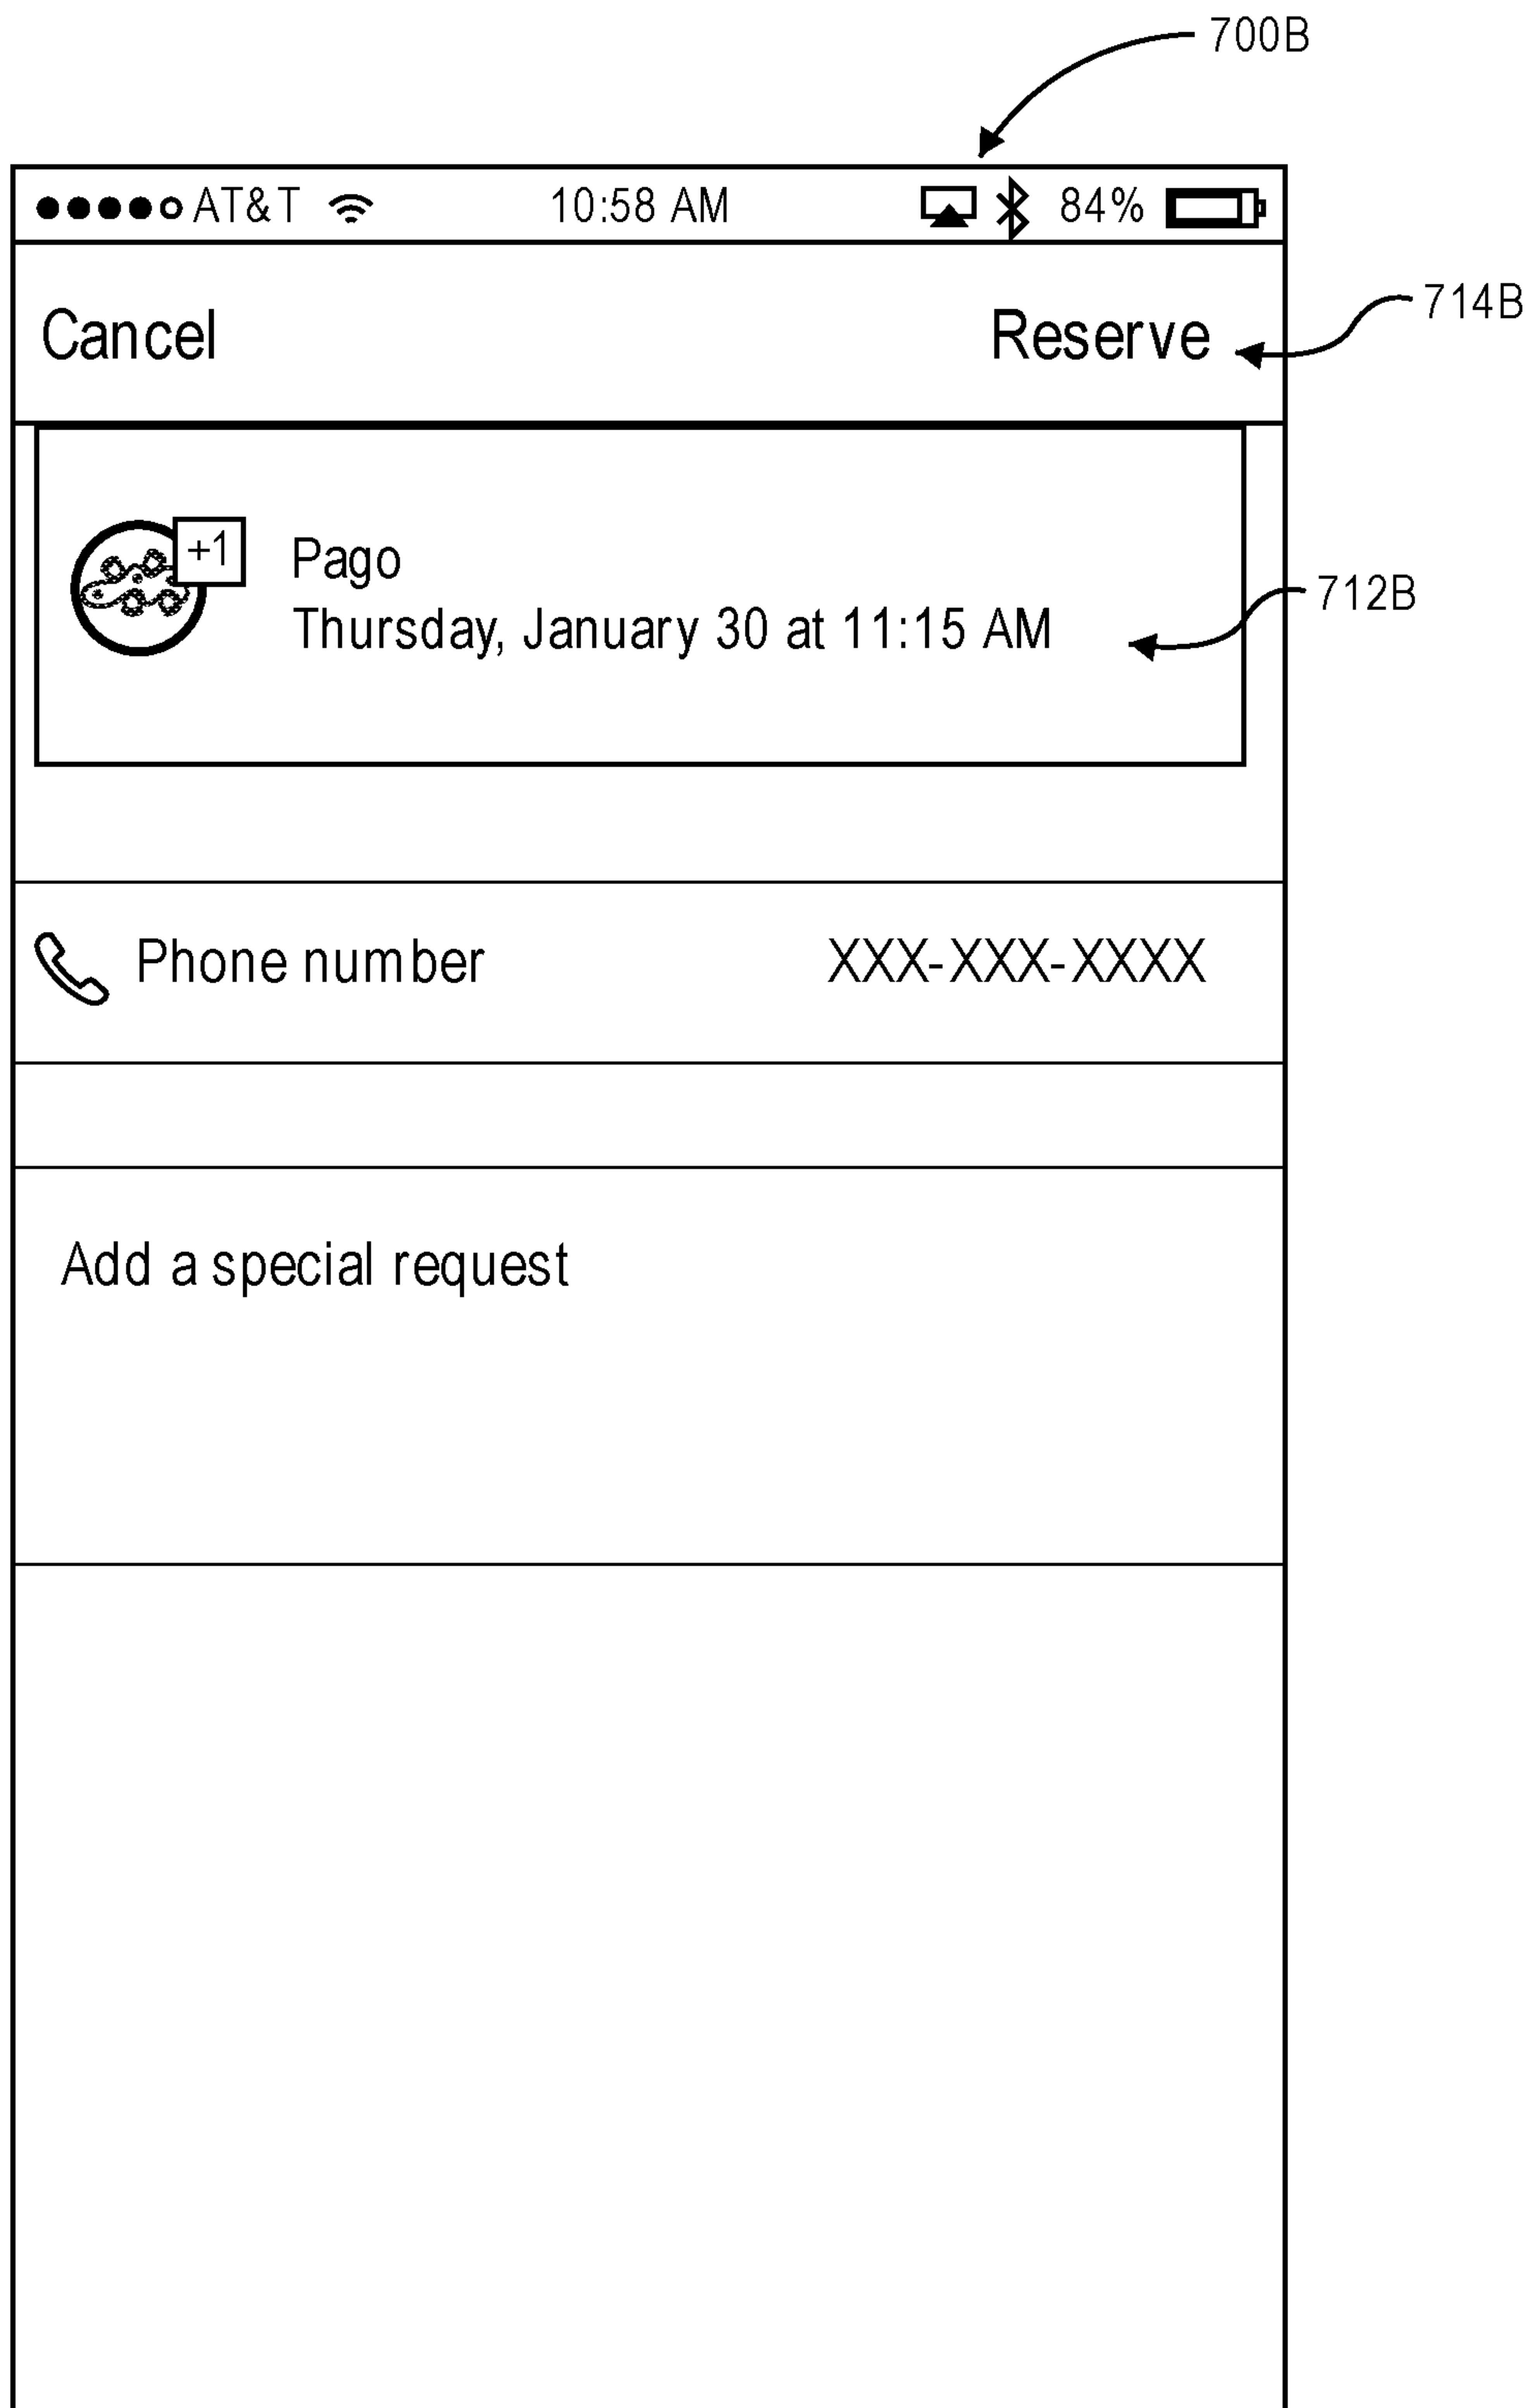 700B
AT&T 10:58 AM 84%
Cancel Reserve
714B
+1
Pago
Thursday, January 30 at 11:15 AM
712B
Phone number XXX-XXX-XXXX
Add a special request